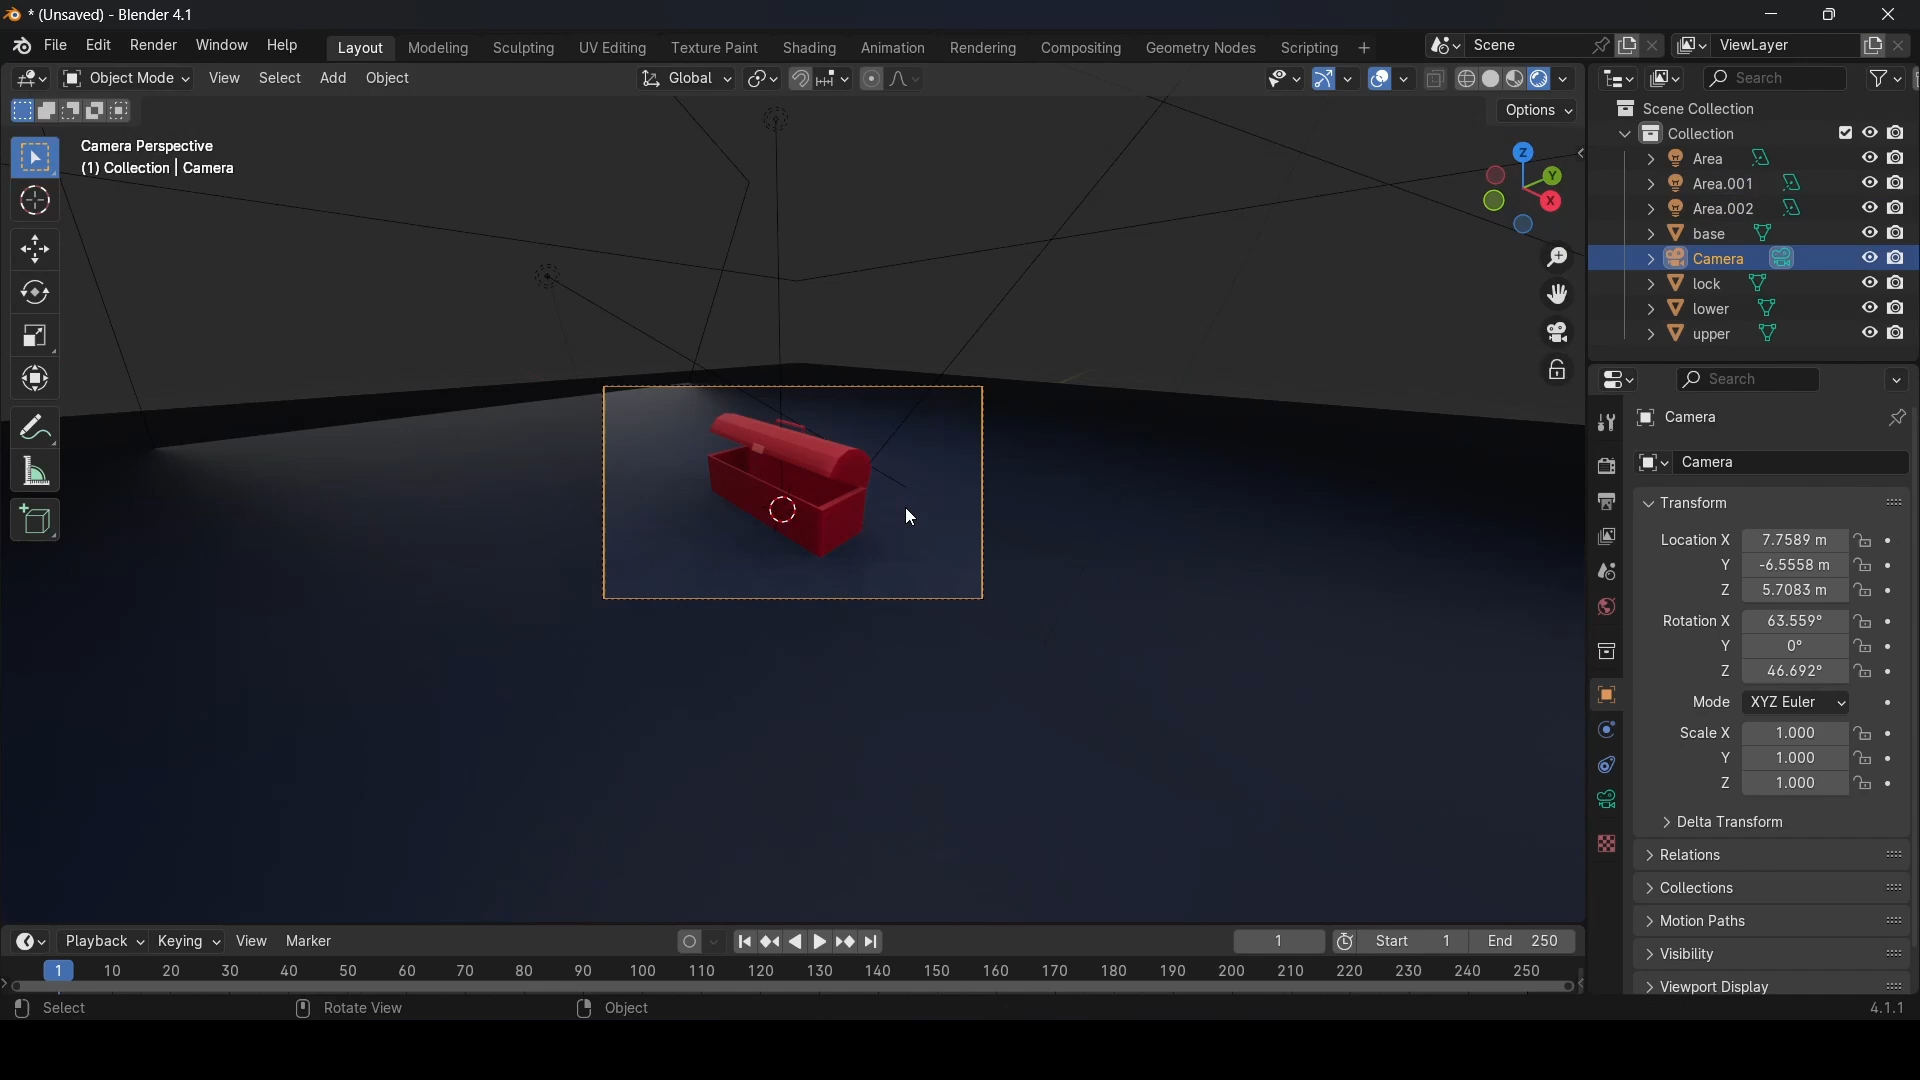 * (Unsaved) - Blender 4.1
File Edit Render Window Help Layout Modeling Sculpting UV Editing Texture Paint Shading Animation Rendering Compositing Geometry Nodes Scripting + Scene ViewLayer
Object Mode View Select Add Object Global Search
Options
Camera Perspective
(1) Collection | Camera
Z
Y
X
Scene Collection
Collection
Area
Area.001
Area.002
base
Camera
lock
lower
upper
Search
Camera
Camera
Transform
Location X 7.7589 m
Y -6.5558 m
Z 5.7083 m
Rotation X 63.559°
Y 0°
Z 46.692°
Mode XYZ Euler
Scale X 1.000
Y 1.000
Z 1.000
Delta Transform
Relations
Collections
Motion Paths
Visibility
Viewport Display
Playback Keying View Marker 1 Start 1 End 250
1 10 20 30 40 50 60 70 80 90 100 110 120 130 140 150 160 170 180 190 200 210 220 230 240 250
Select Rotate View Object 4.1.1